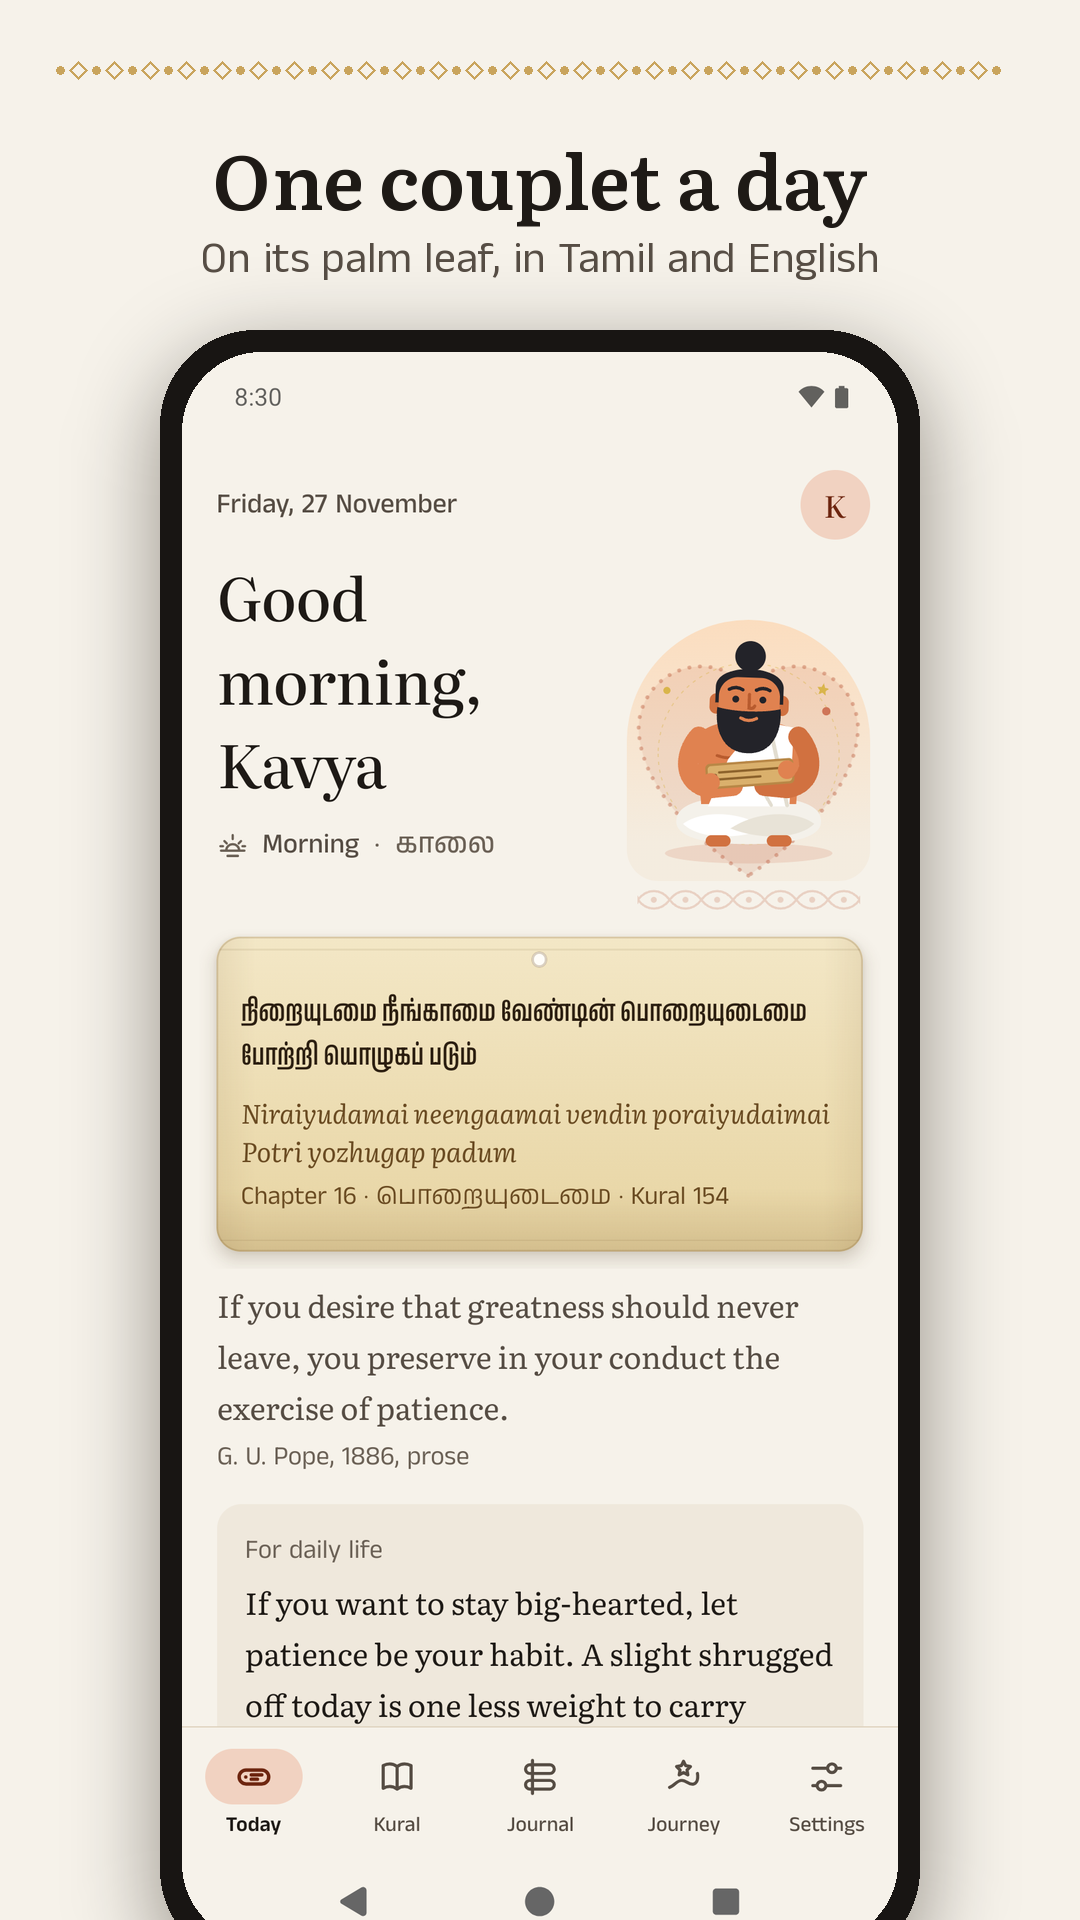 One couplet a day
On its palm leaf, in Tamil and English
8:30
Friday, 27 November
K
Good
morning,
Kavya
Morning · காலை
நிறையுடமை நீங்காமை வேண்டின் பொறையுடைமை
போற்றி யொழுகப் படும்
Niraiyudamai neengaamai vendin poraiyudaimai
Potri yozhugap padum
Chapter 16 · பொறையுடைமை · Kural 154
If you desire that greatness should never
leave, you preserve in your conduct the
exercise of patience.
G. U. Pope, 1886, prose
For daily life
If you want to stay big-hearted, let
patience be your habit. A slight shrugged
off today is one less weight to carry
Today
Kural
Journal
Journey
Settings